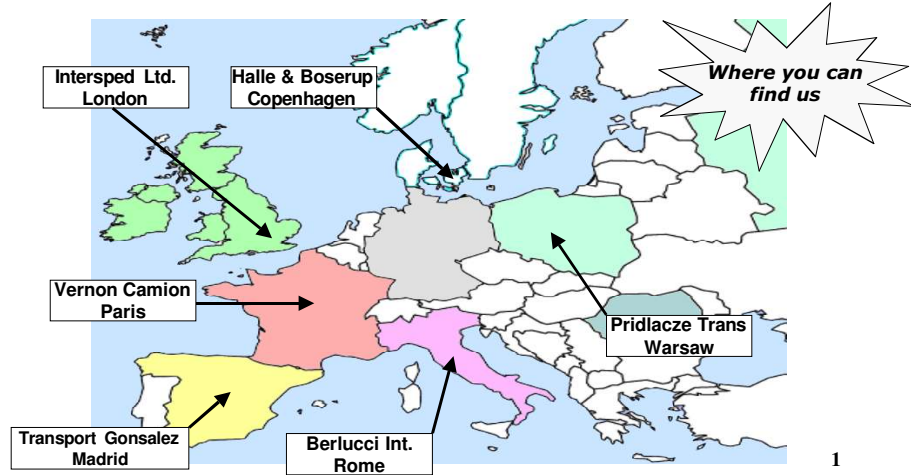 Where you can
find us
Intersped Ltd.
London
Halle & Boserup
Copenhagen
Vernon Camion
Paris
Pridlacze Trans
Warsaw
Transport Gonsalez
Madrid
Berlucci Int.
Rome
1